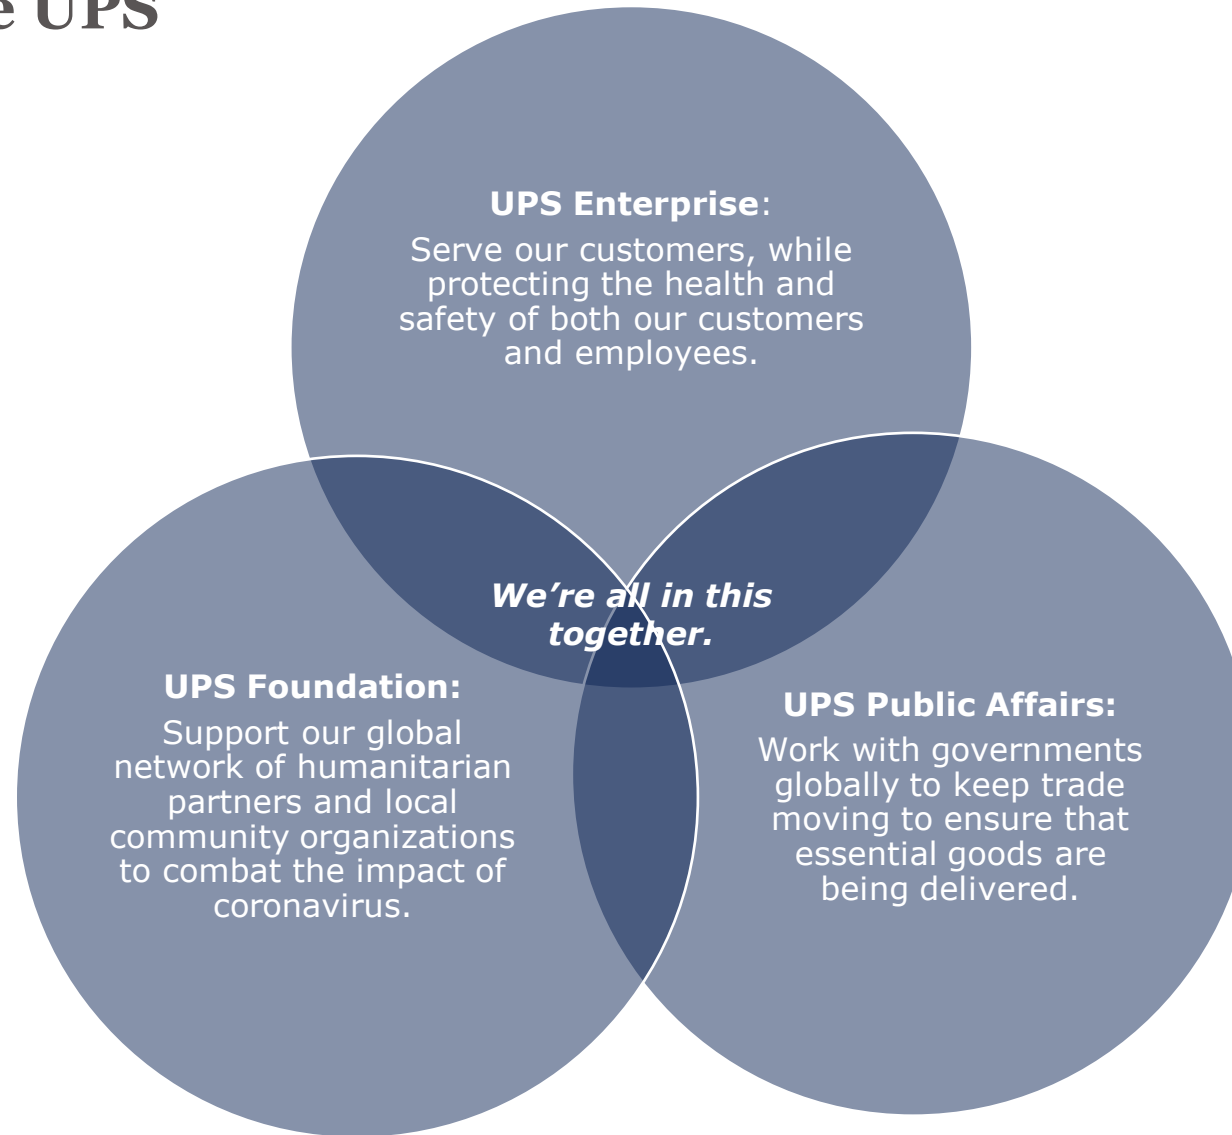 e UPS
UPS Enterprise:
Serve our customers, while
protecting the health and
safety of both our customers
and employees.
We’re all in this
together.
UPS Foundation:
Support our global
network of humanitarian
partners and local
community organizations
to combat the impact of
coronavirus.
UPS Public Affairs:
Work with governments
globally to keep trade
moving to ensure that
essential goods are
being delivered.